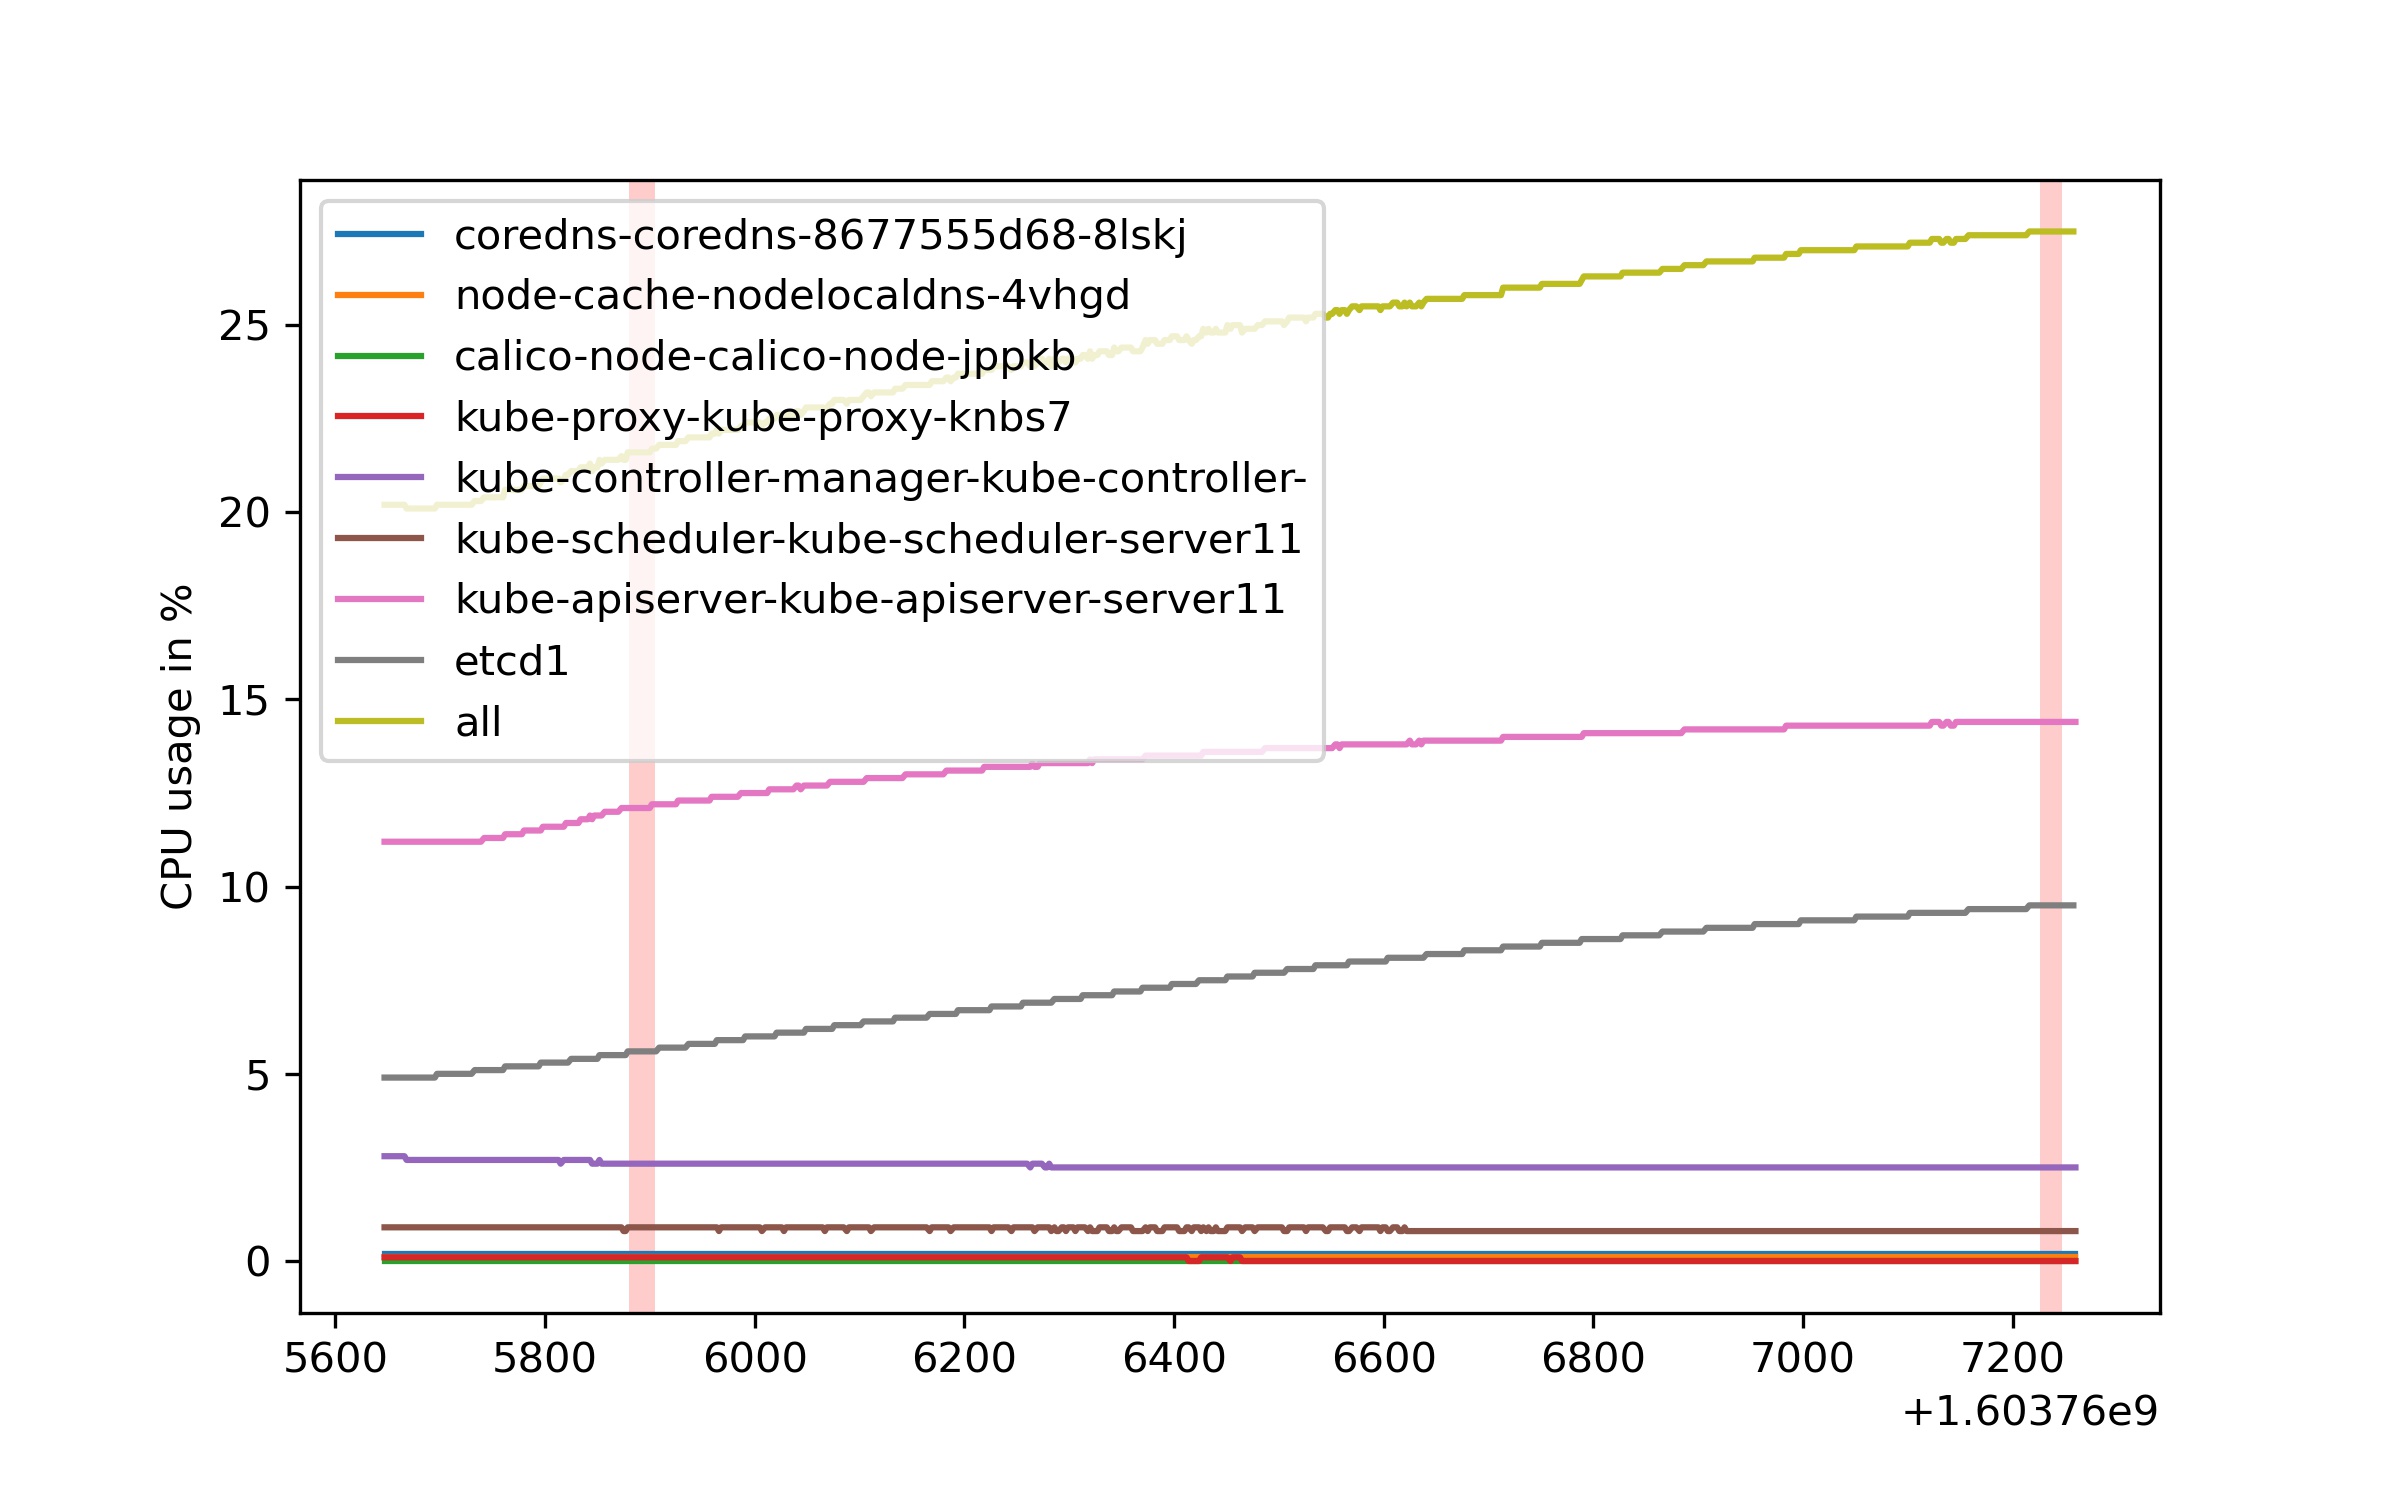 coredns-coredns-8677555d68-8lskj
node-cache-nodelocaldns-4vhgd
calico-node-calico-node-jppkb
kube-proxy-kube-proxy-knbs7
kube-controller-manager-kube-controller-
kube-scheduler-kube-scheduler-server11
kube-apiserver-kube-apiserver-server11
etcd1
all
CPU usage in %
25
20
15
10
5
0
5600 5800 6000 6200 6400 6600 6800 7000 7200
+1.60376e9